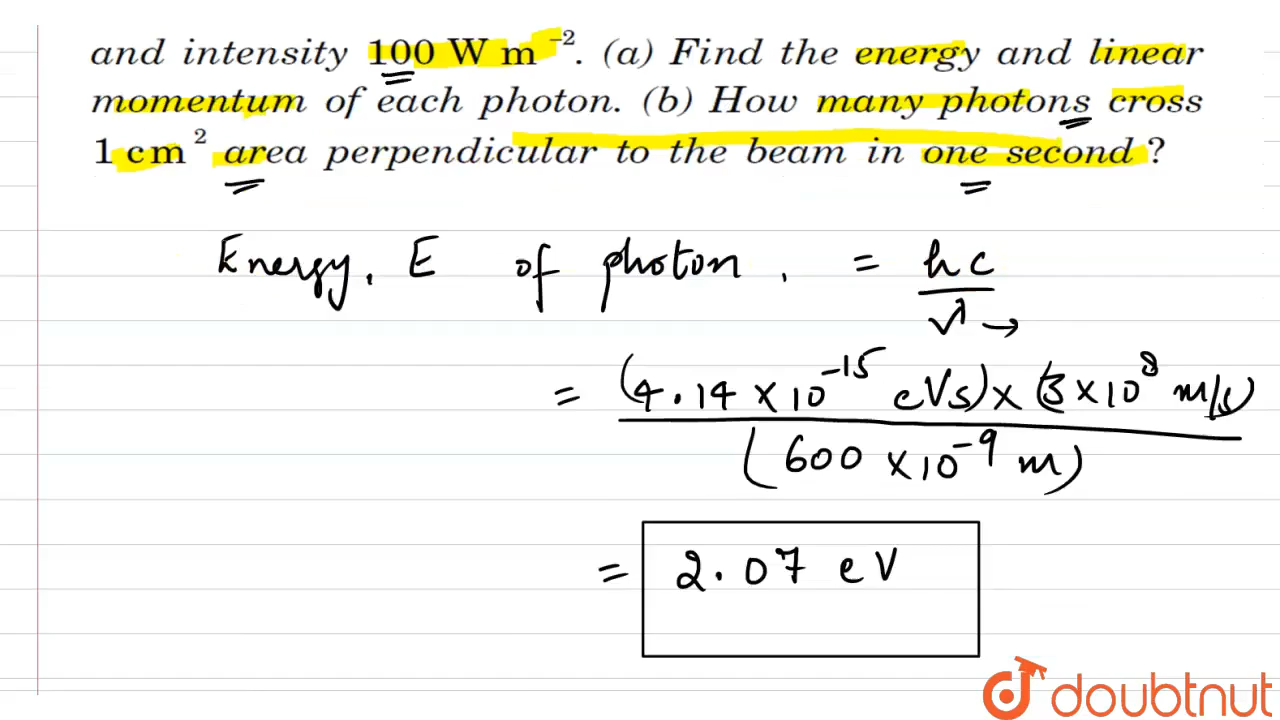 and intensity 100 W m⁻². (a) Find the energy and linear
momentum of each photon. (b) How many photons cross
1 cm² area perpendicular to the beam in one second ?
Energy, E of photon, = hc
λ →
= (4.14 × 10⁻¹⁵ eVs) × (3 × 10⁸ m/s)
(600 × 10⁻⁹ m)
= 2.07 eV
doubtnut